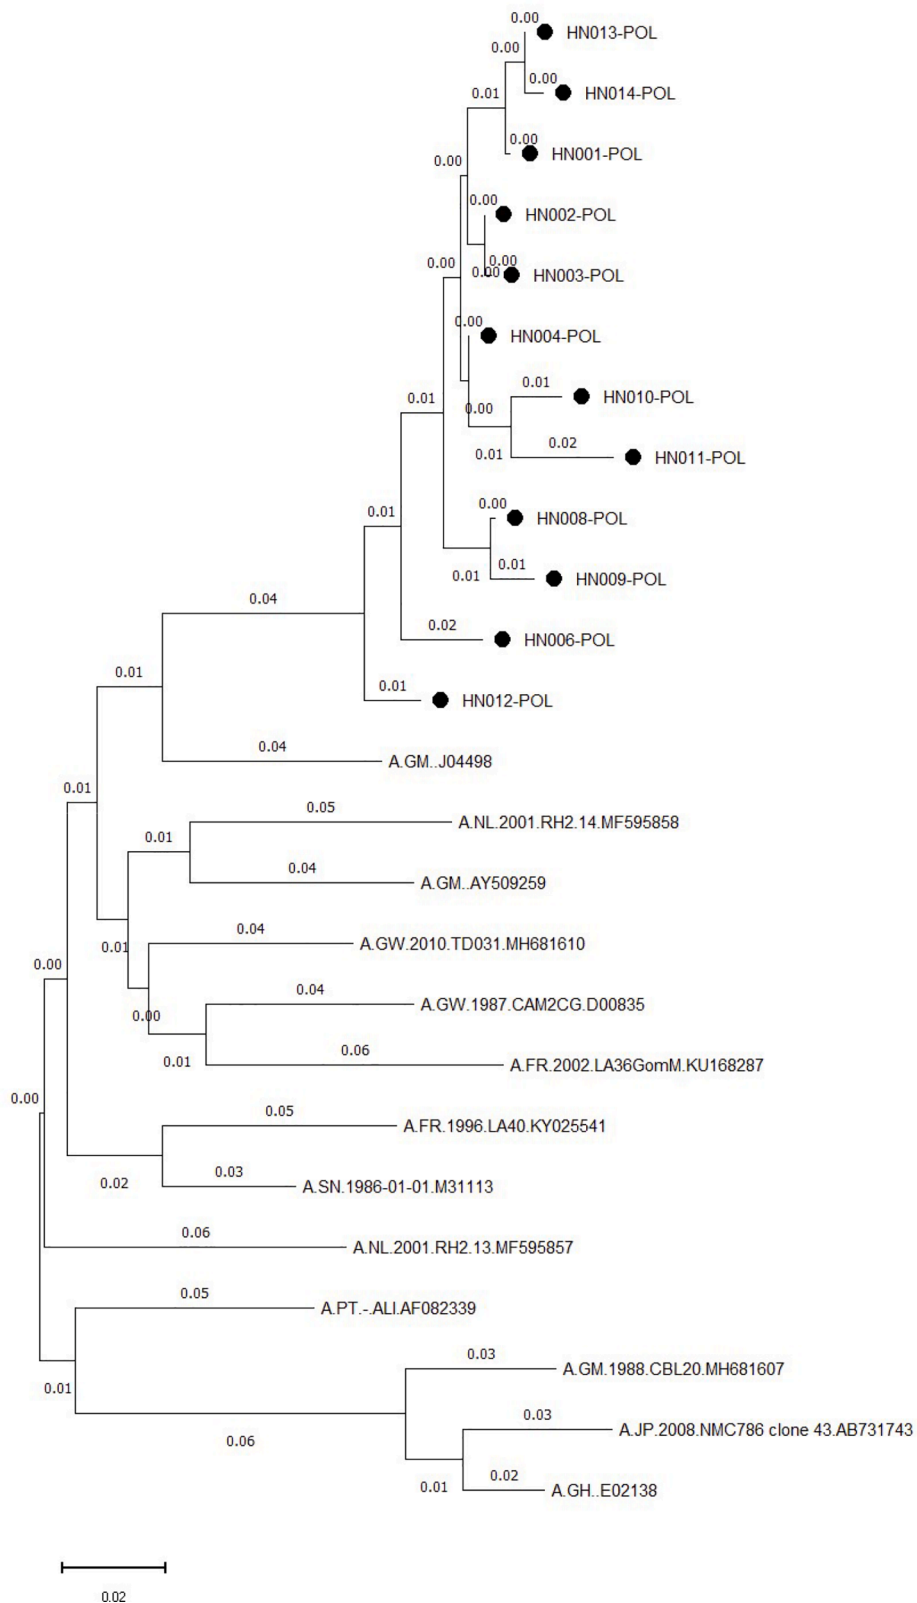 0.00
HN013-POL
0.00
0.00
HN014-POL
0.01
0.00
HN001-POL
0.00
0.00
HN002-POL
0.00
0.00
0.00
HN003-POL
0.00
HN004-POL
0.01
HN010-POL
0.01
0.00
0.02
0.01
HN011-POL
0.00
HN008-POL
0.01
0.01
0.01
HN009-POL
0.04
0.02
HN006-POL
0.01
0.01
HN012-POL
0.04
A.GM..J04498
0.01
0.05
A.NL.2001.RH2.14.MF595858
0.01
0.04
A.GM..AY509259
0.04
0.01
A.GW.2010.TD031.MH681610
0.00
0.04
A.GW.1987.CAM2CG.D00835
0.00
0.06
0.01
A.FR.2002.LA36GomM.KU168287
0.00
0.05
A.FR.1996.LA40.KY025541
0.03
0.02
A.SN.1986-01-01.M31113
0.06
A.NL.2001.RH2.13.MF595857
0.05
A.PT.-.ALI.AF082339
0.03
A.GM.1988.CBL20.MH681607
0.01
0.03
A.JP.2008.NMC786 clone 43.AB731743
0.06
0.02
0.01
A.GH..E02138
0.02